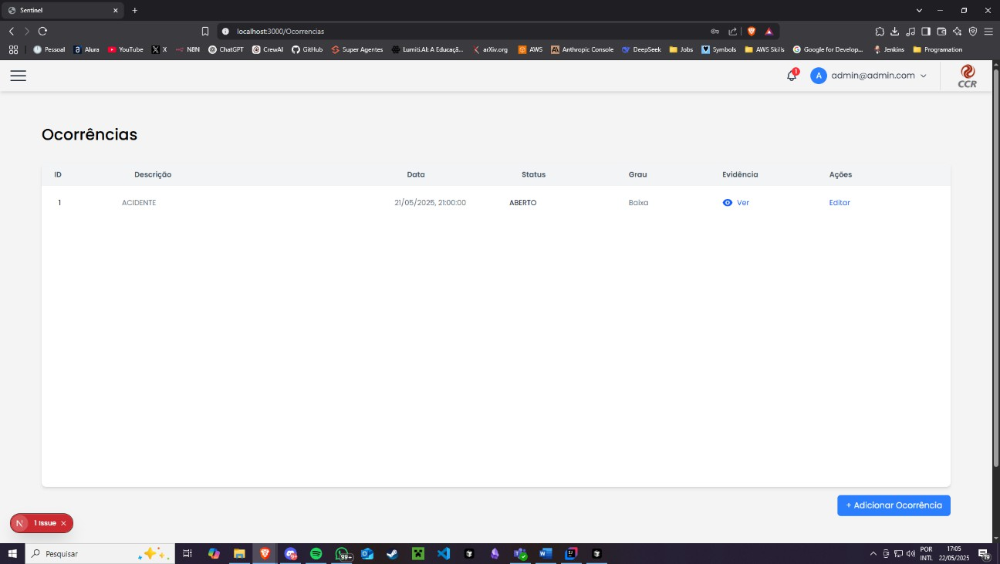 Sentinel
localhost:3000/Ocorrencias
Pessoal Alura YouTube X N8N ChatGPT CrewAI GitHub Super Agentes Lumiti.AI: A Educaçã... arXiv.org AWS Anthropic Console DeepSeek Jobs Symbols AWS Skills Google for Develop... Jenkins Programation
1 A admin@admin.com CCR
Ocorrências
ID Descrição Data Status Grau Evidência Ações
1 ACIDENTE 21/05/2025, 21:00:00 ABERTO Baixa Ver Editar
+ Adicionar Ocorrência
N 1 Issue
Pesquisar 99+ POR 17:05
INTL 22/05/2025 19